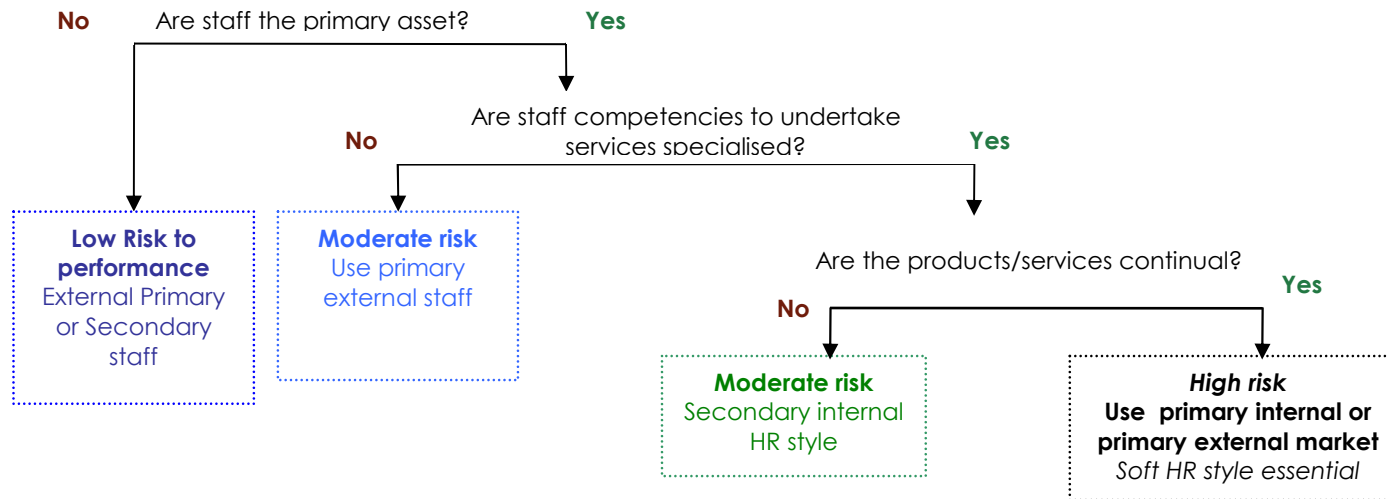 No
Are staff the primary asset?
Yes
Are staff competencies to undertake
services specialised?
No
Yes
Low Risk to
performance
External Primary
or Secondary
staff
Moderate risk
Use primary
external staff
Are the products/services continual?
No
Yes
Moderate risk
Secondary internal
HR style
High risk
Use primary internal or
primary external market
Soft HR style essential